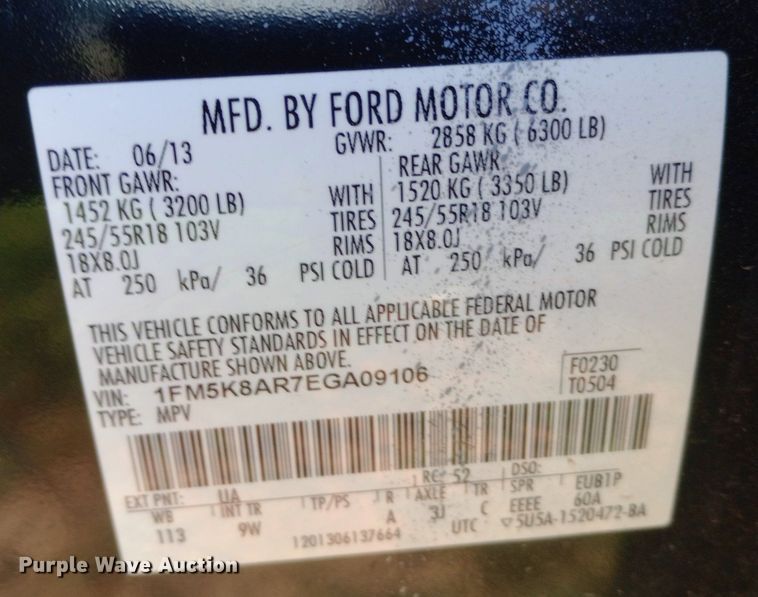 MFD. BY FORD MOTOR CO.
DATE: 06/13 GVWR: 2858 KG ( 6300 LB)
FRONT GAWR: REAR GAWR
1452 KG ( 3200 LB) WITH 1520 KG ( 3350 LB) WITH
245/55R18 103V TIRES 245/55R18 103V TIRES
18X8.0J RIMS 18X8.0J RIMS
AT 250 kPa/ 36 PSI COLD AT 250 kPa/ 36 PSI COLD
THIS VEHICLE CONFORMS TO ALL APPLICABLE FEDERAL MOTOR
VEHICLE SAFETY STANDARDS IN EFFECT ON THE DATE OF
MANUFACTURE SHOWN ABOVE.
VIN: 1FM5K8AR7EGA09106 F0230
TYPE: MPV T0504
EXT PNT: UA RC: 52 DSO:
WB INT TR TP/PS R AXLE TR SPR EUB1P
113 9W A 3J C EEEE 60A
1201306137664 UTC ▽5U5A-1520472-BA
Purple Wave Auction